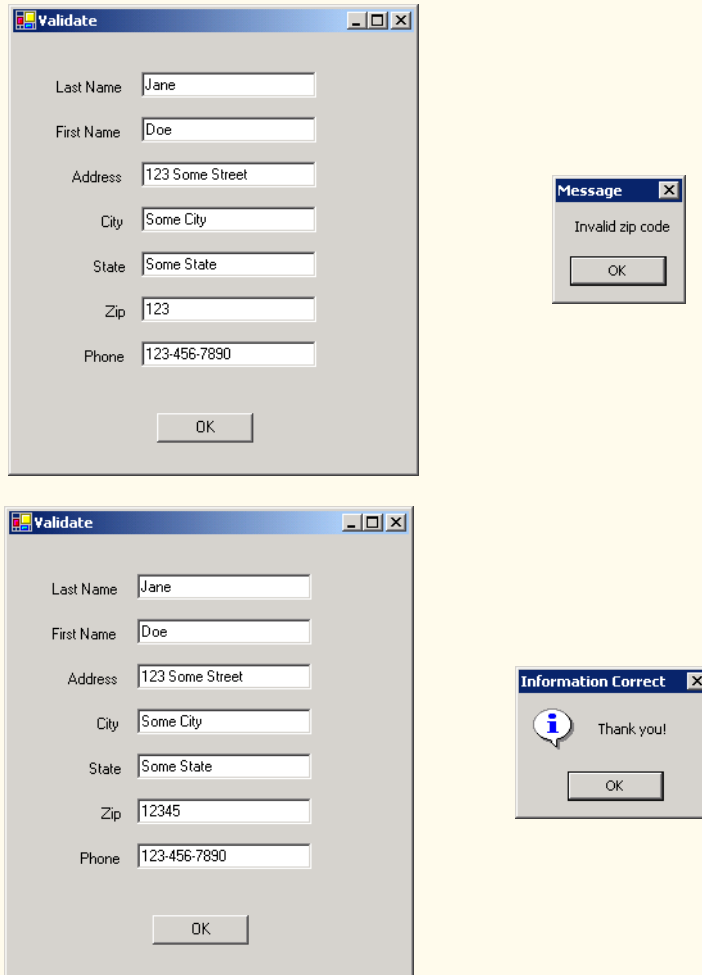 Validate
Last Name Jane
First Name Doe
Address 123 Some Street
Message
City Some City
Invalid zip code
State Some State
OK
Zip 123
Phone 123-456-7890
OK
Validate
Last Name Jane
First Name Doe
Address 123 Some Street
Information Correct
City Some City
Thank you!
State Some State
OK
Zip 12345
Phone 123-456-7890
OK